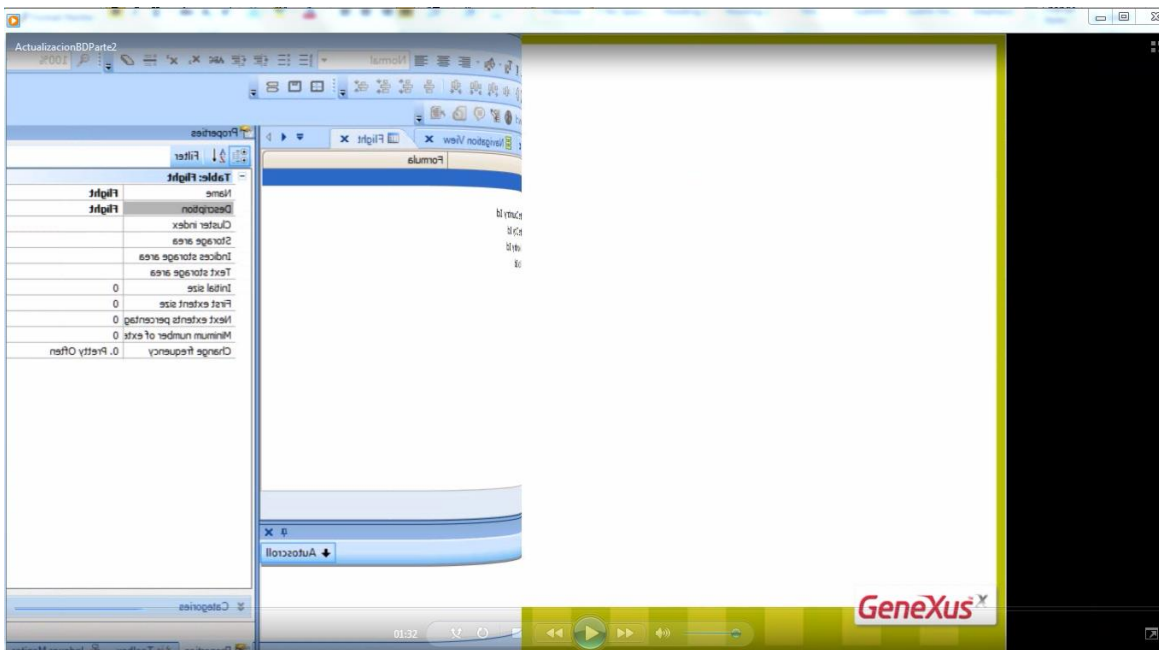 ActualizacionBDParte2
100%
Normal
Properties
Flight
Navigation View
Filter
Formula
Table: Flight
Name Flight
Description Flight
Cluster index
Storage area
Indices storage area
Text storage area
Initial size 0
First extent size 0
Next extents percentag 0
Minimum number of exte 0
Change frequency 0. Pretty Often
Autoscroll
Categories
GeneXus X
01:32